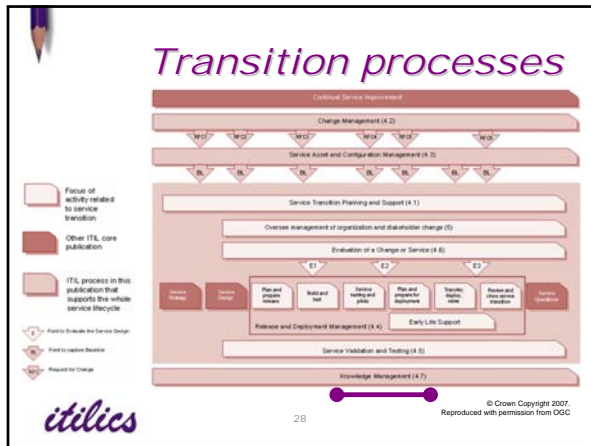 Transition processes
Continual Service Improvement
Change Management (4.2)
RFC1 RFC2 RFC3 RFC4 RFC5 RFC6
Service Asset and Configuration Management (4.3)
BL BL BL BL BL BL BL
Service Transition Planning and Support (4.1)
Oversee management of organization and stakeholder change (5)
Evaluation of a Change or Service (4.6)
E1 E2 E3
Service
Strategy
Service
Design
Plan and
prepare
release
Build and
test
Service
testing and
pilots
Plan and
prepare for
deployment
Transfer,
deploy,
retire
Review and
close service
transition
Service
Operations
Early Life Support
Release and Deployment Management (4.4)
Service Validation and Testing (4.5)
Knowledge Management (4.7)
Focus of
activity related
to service
transition
Other ITIL core
publication
ITIL process in this
publication that
supports the whole
service lifecycle
E Point to Evaluate the Service Design
BL Point to capture Baseline
RFC Request for Change
itilics
28
© Crown Copyright 2007.
Reproduced with permission from OGC